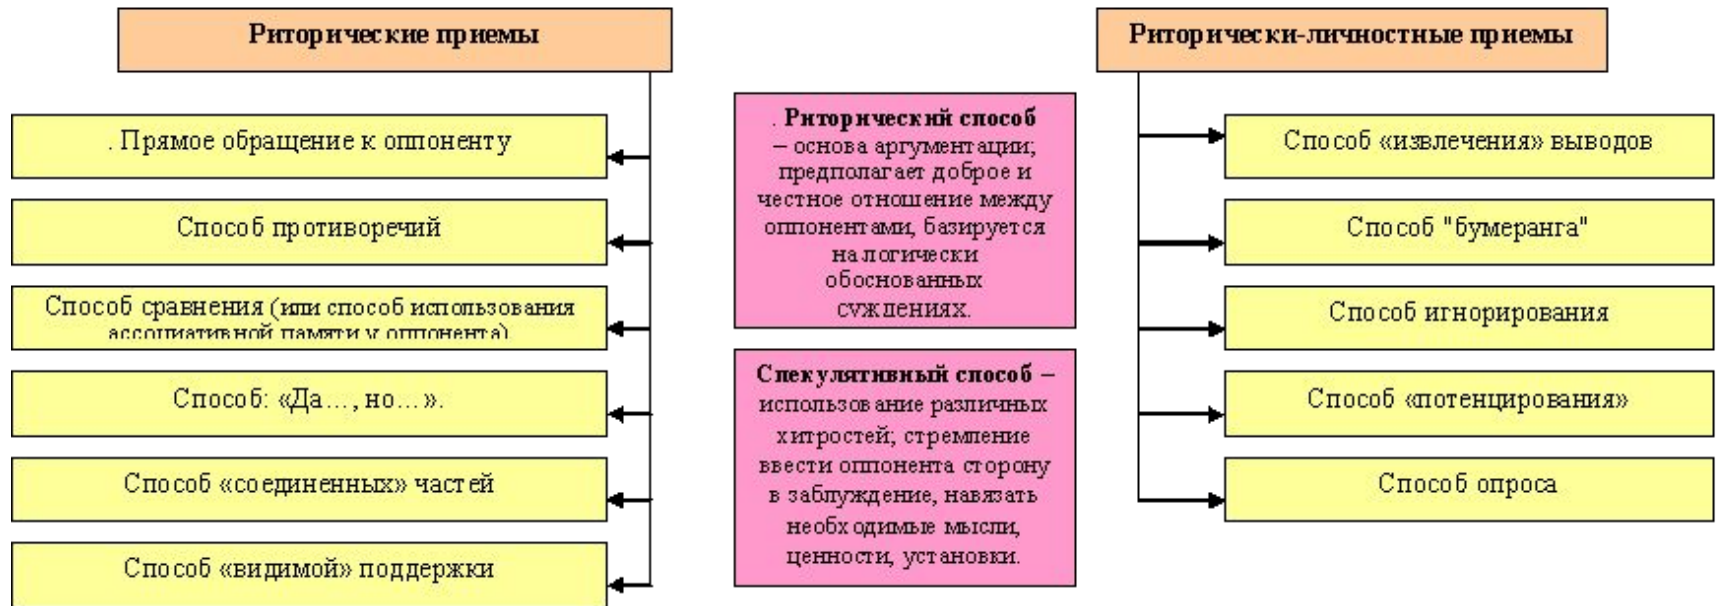 Риторические приемы
. Прямое обращение к оппоненту
Способ противоречий
Способ сравнения (или способ использования
ассоциативной памяти у оппонента)
Способ: «Да…, но…».
Способ «соединенных» частей
Способ «видимой» поддержки
. Риторический способ
– основа аргументации;
предполагает доброе и
честное отношение между
оппонентами, базируется
на логически
обоснованных
суждениях.
Спекулятивный способ –
использование различных
хитростей; стремление
ввести оппонента сторону
в заблуждение, навязать
необходимые мысли,
ценности, установки.
Риторически-личностные приемы
Способ «извлечения» выводов
Способ "бумеранга"
Способ игнорирования
Способ «потенцирования»
Способ опроса